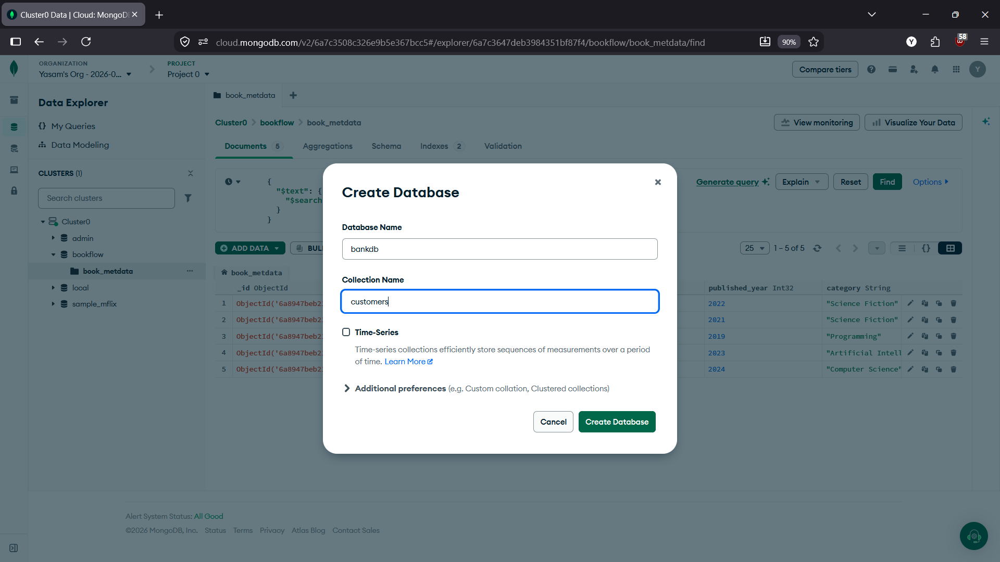 Cluster0 Data | Cloud: MongoDB
58
cloud.mongodb.com/v2/6a7c3508c326e9b5e367bcc5#/explorer/6a7c3647deb3984351bf87f4/bookflow/book_metdata/find
90%
Y
ORGANIZATION
Yasam's Org - 2026-0...
PROJECT
Project 0
Compare tiers
Y
Data Explorer
My Queries
Data Modeling
CLUSTERS (1)
Search clusters
Cluster0
admin
bookflow
book_metdata
local
sample_mflix
book_metdata
Cluster0 > bookflow > book_metdata
View monitoring
Visualize Your Data
Documents 5
Aggregations
Schema
Indexes 2
Validation
{
"$text": {
"$search
}
}
Generate query
Explain
Reset
Find
Options
ADD DATA
25
1 – 5 of 5
{}
book_metdata
_id ObjectId
published_year Int32
category String
1 ObjectId('6a8947beb2 2022 "Science Fiction"
2 ObjectId('6a8947beb2 2021 "Science Fiction"
3 ObjectId('6a8947beb2 2019 "Programming"
4 ObjectId('6a8947beb2 2023 "Artificial Intell
5 ObjectId('6a8947beb2 2024 "Computer Science"
Create Database
Database Name
bankdb
Collection Name
customers
Time-Series
Time-series collections efficiently store sequences of measurements over a period
of time. Learn More
Additional preferences (e.g. Custom collation, Clustered collections)
Cancel
Create Database
Alert System Status: All Good
©2026 MongoDB, Inc. Status Terms Privacy Atlas Blog Contact Sales